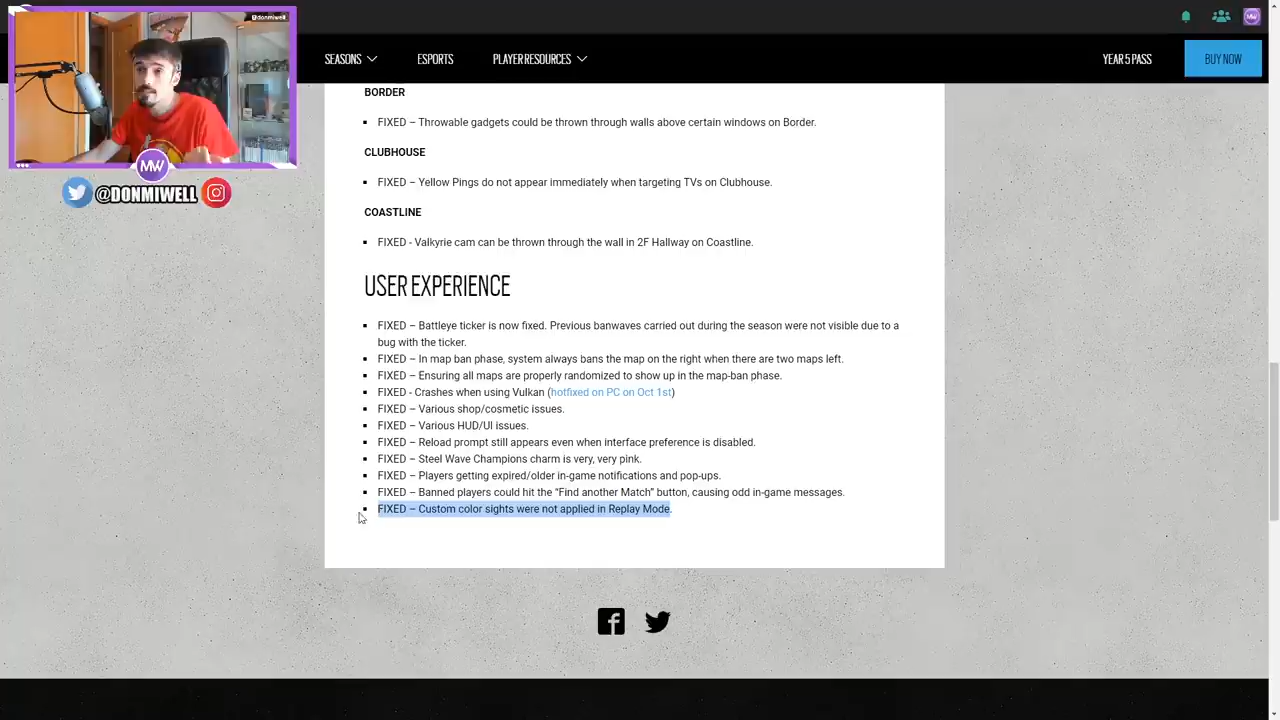 @donmiwell
MW
@DONMIWELL
MW
SEASONS
ESPORTS
PLAYER RESOURCES
YEAR 5 PASS
BUY NOW
BORDER
FIXED – Throwable gadgets could be thrown through walls above certain windows on Border.
CLUBHOUSE
FIXED – Yellow Pings do not appear immediately when targeting TVs on Clubhouse.
COASTLINE
FIXED - Valkyrie cam can be thrown through the wall in 2F Hallway on Coastline.
USER EXPERIENCE
FIXED – Battleye ticker is now fixed. Previous banwaves carried out during the season were not visible due to a
bug with the ticker.
FIXED – In map ban phase, system always bans the map on the right when there are two maps left.
FIXED – Ensuring all maps are properly randomized to show up in the map-ban phase.
FIXED - Crashes when using Vulkan (hotfixed on PC on Oct 1st)
FIXED – Various shop/cosmetic issues.
FIXED – Various HUD/UI issues.
FIXED – Reload prompt still appears even when interface preference is disabled.
FIXED – Steel Wave Champions charm is very, very pink.
FIXED – Players getting expired/older in-game notifications and pop-ups.
FIXED – Banned players could hit the “Find another Match” button, causing odd in-game messages.
FIXED – Custom color sights were not applied in Replay Mode.